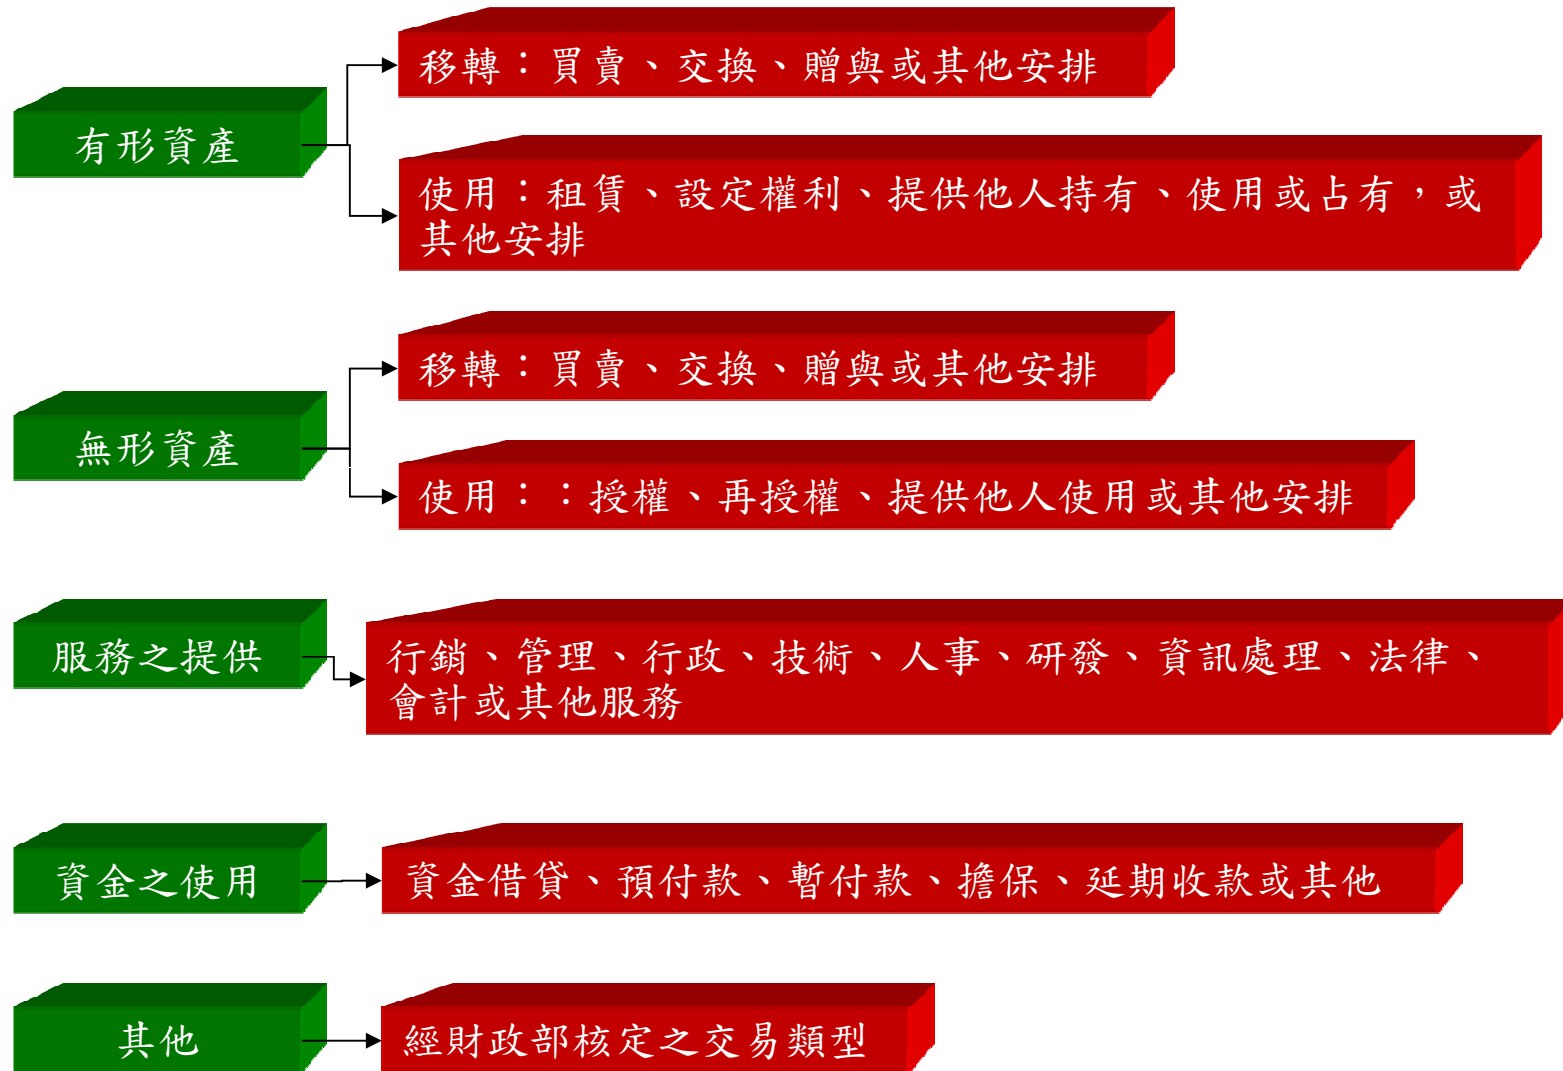 有形資產
移轉：買賣、交換、贈與或其他安排
使用：租賃、設定權利、提供他人持有、使用或占有，或
其他安排
無形資產
移轉：買賣、交換、贈與或其他安排
使用：：授權、再授權、提供他人使用或其他安排
服務之提供
行銷、管理、行政、技術、人事、研發、資訊處理、法律、
會計或其他服務
資金之使用
資金借貸、預付款、暫付款、擔保、延期收款或其他
其他
經財政部核定之交易類型